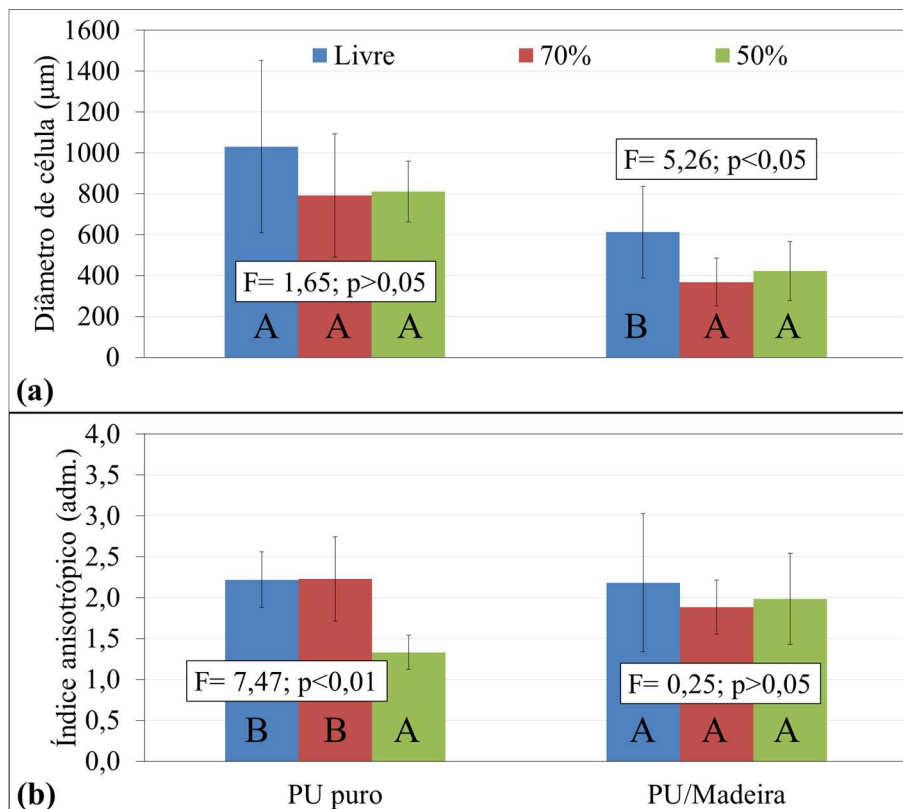 1600
Livre 70% 50%
1400
1200
1000
800
600
400
200
0
Diâmetro de célula (μm)
F= 5,26; p<0,05
F= 1,65; p>0,05
A A A
B A A
(a)
4,0
3,5
3,0
2,5
2,0
1,5
1,0
0,5
0,0
Índice anisotrópico (adm.)
F= 7,47; p<0,01
F= 0,25; p>0,05
B B A
A A A
(b)
PU puro PU/Madeira